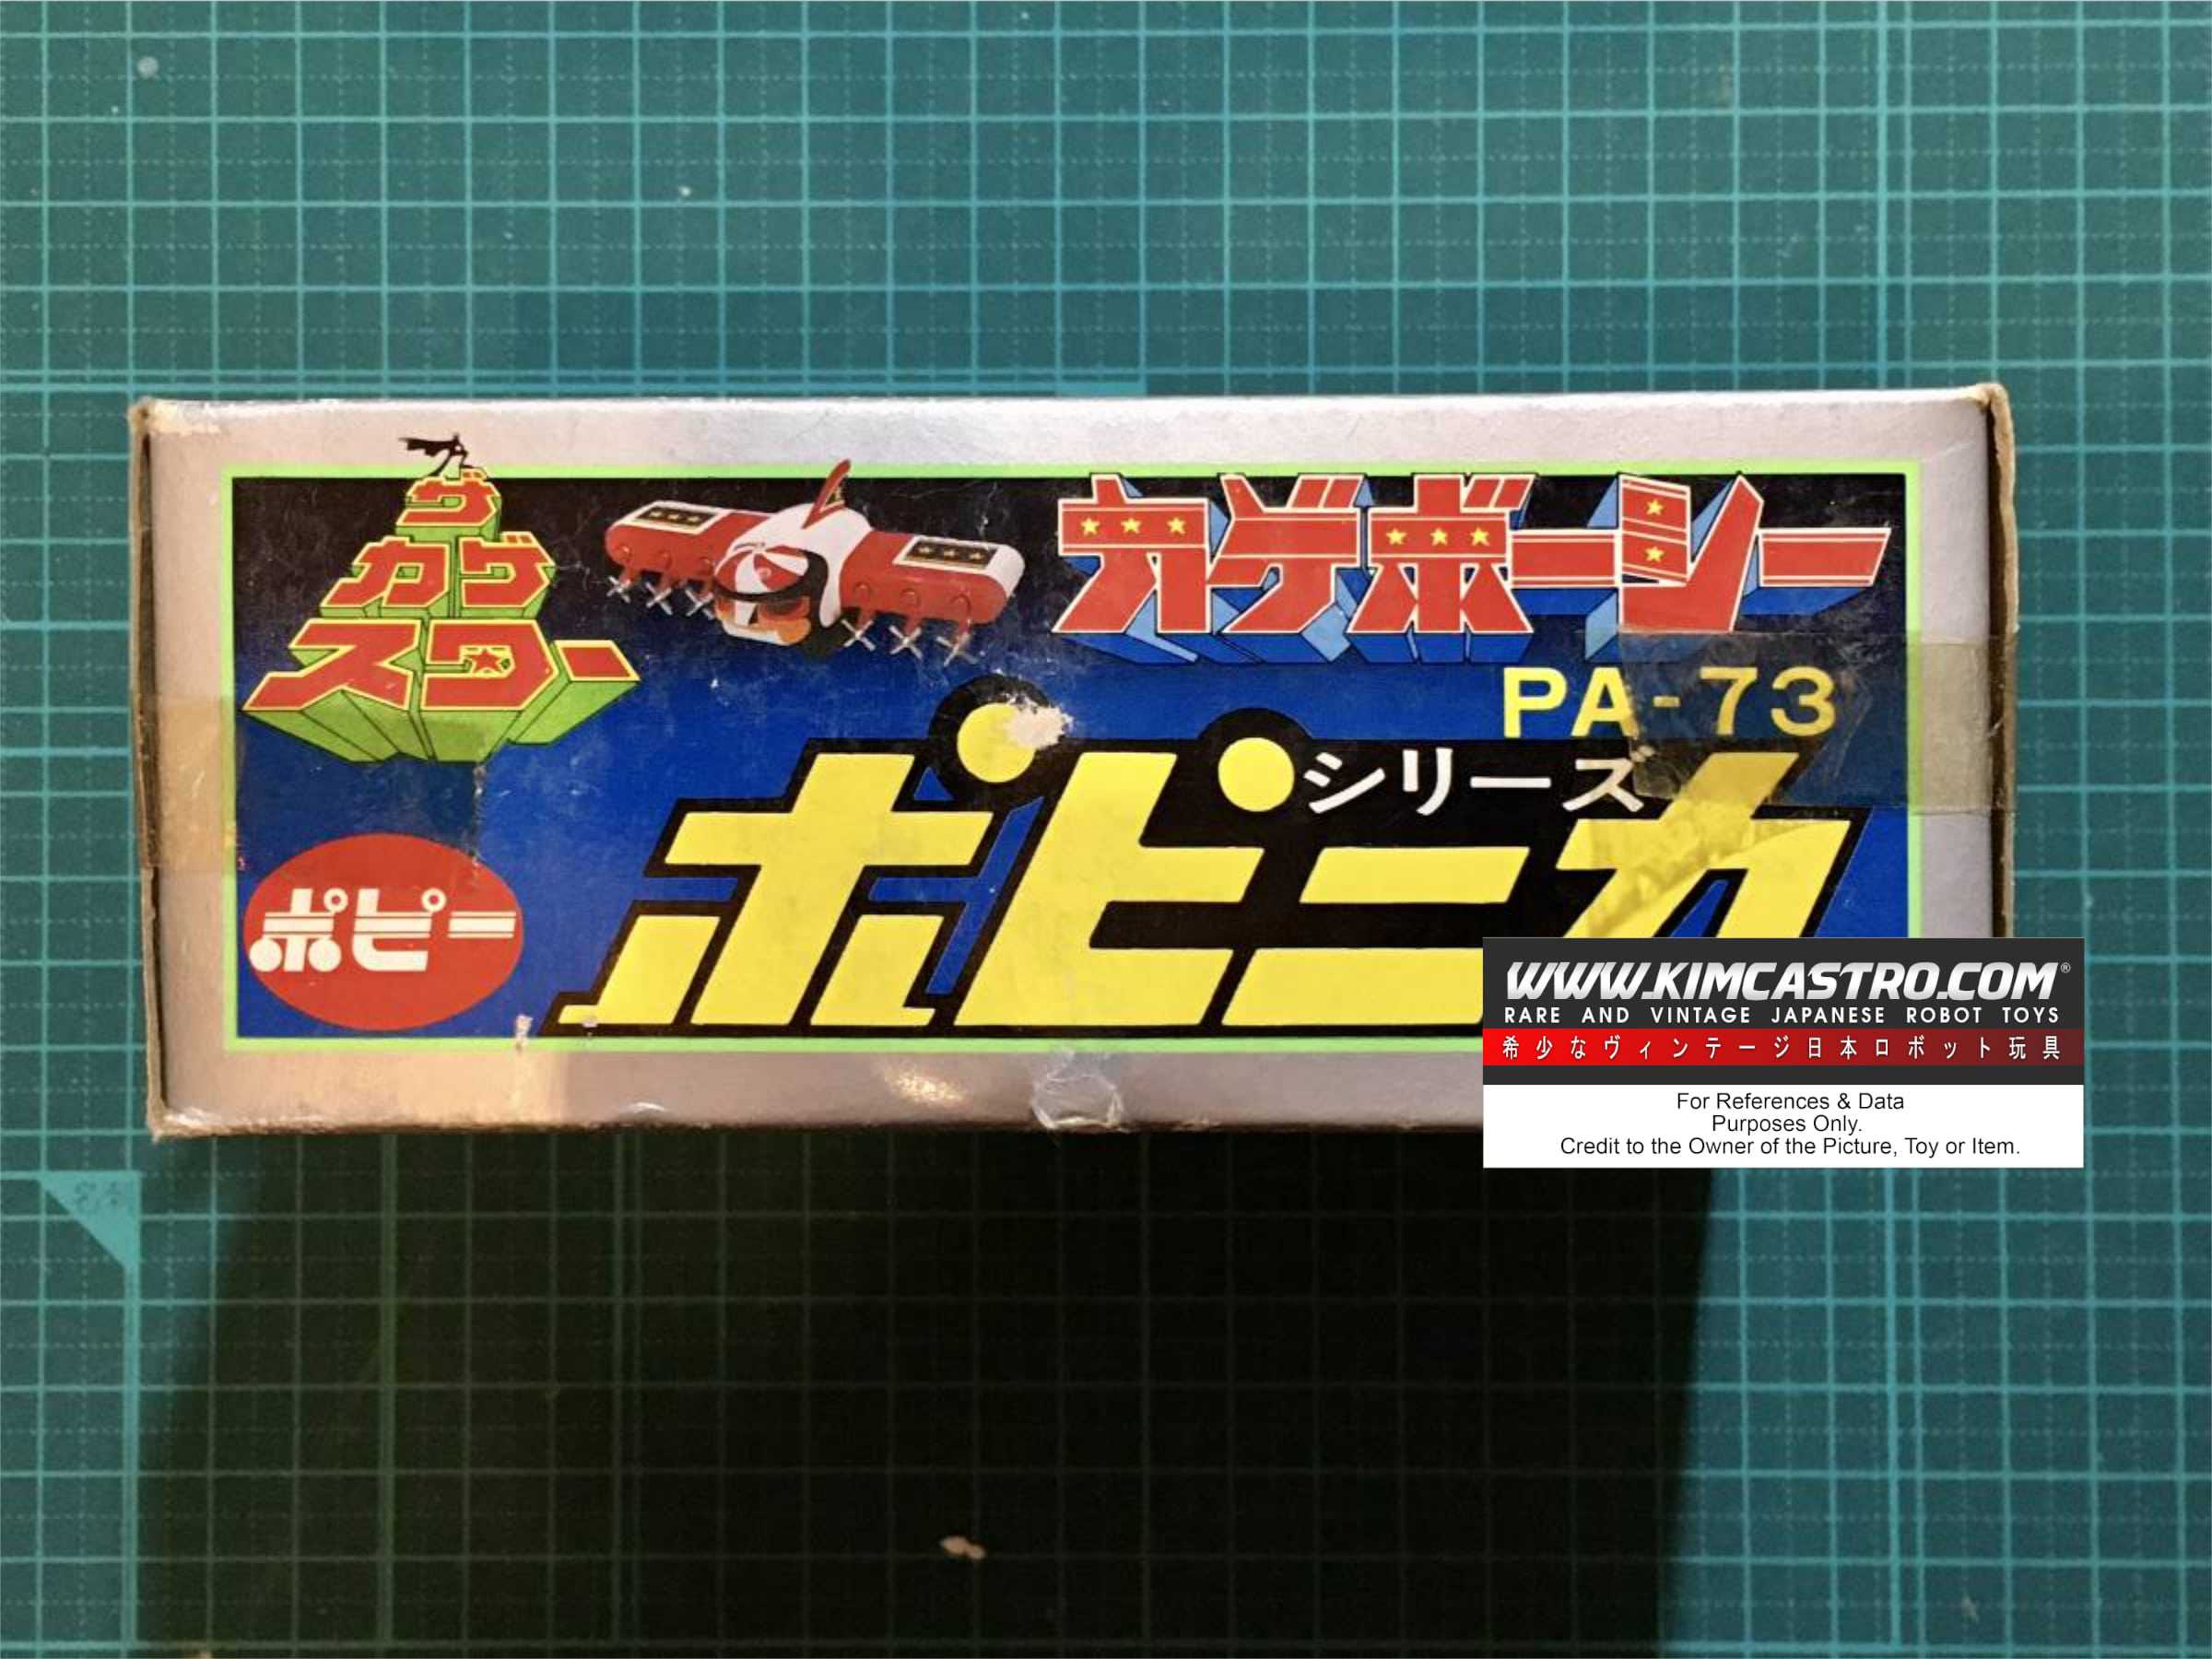 ザ
カゲ
スター
カゲボーシー
PA-73
シリーズ
ポピニカ
ポピー
WWW.KIMCASTRO.COM®
RARE AND VINTAGE JAPANESE ROBOT TOYS
希少なヴィンテージ日本ロボット玩具
For References & Data
Purposes Only.
Credit to the Owner of the Picture, Toy or Item.